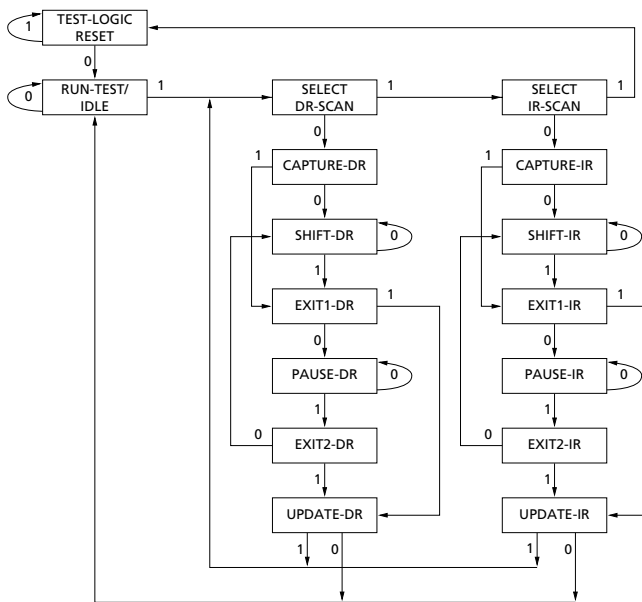 TEST-LOGIC
RESET
1
0
RUN-TEST/
IDLE
0
1
SELECT
DR-SCAN
1
SELECT
IR-SCAN
1
0
0
1
CAPTURE-DR
1
CAPTURE-IR
0
0
SHIFT-DR
0
SHIFT-IR
0
1
1
EXIT1-DR
1
EXIT1-IR
1
0
0
PAUSE-DR
0
PAUSE-IR
0
1
1
0
EXIT2-DR
0
EXIT2-IR
1
1
UPDATE-DR
UPDATE-IR
1
0
1
0